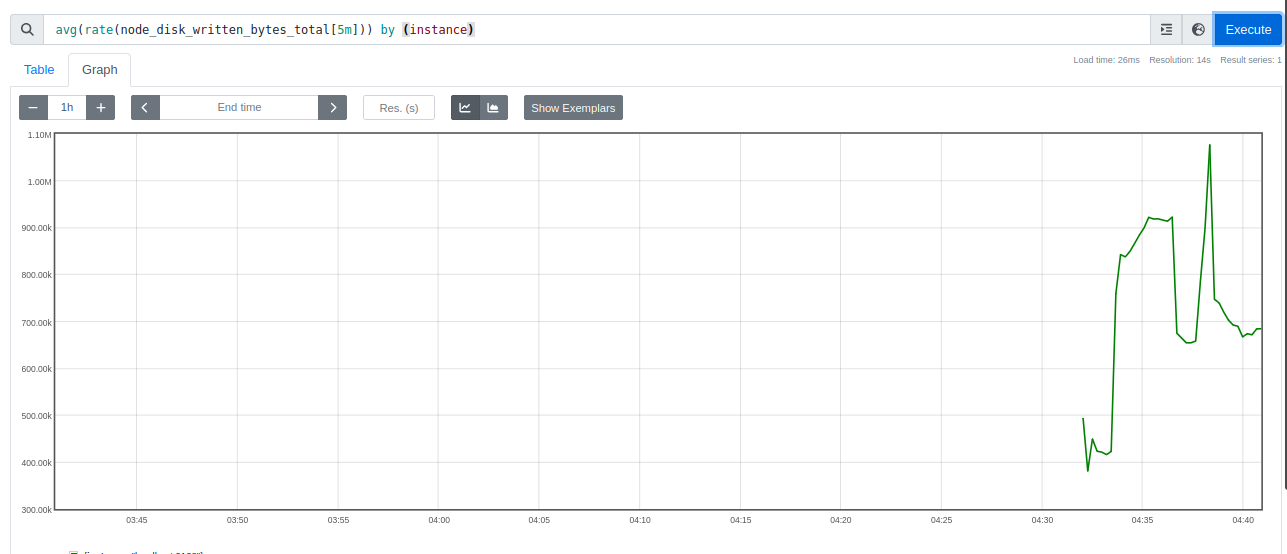 avg(rate(node_disk_written_bytes_total[5m])) by (instance)
Execute
Table
Graph
Load time: 26ms Resolution: 14s Result series: 1
1h
End time
Res. (s)
Show Exemplars
1.10M
1.00M
900.00k
800.00k
700.00k
600.00k
500.00k
400.00k
300.00k
03:45 03:50 03:55 04:00 04:05 04:10 04:15 04:20 04:25 04:30 04:35 04:40